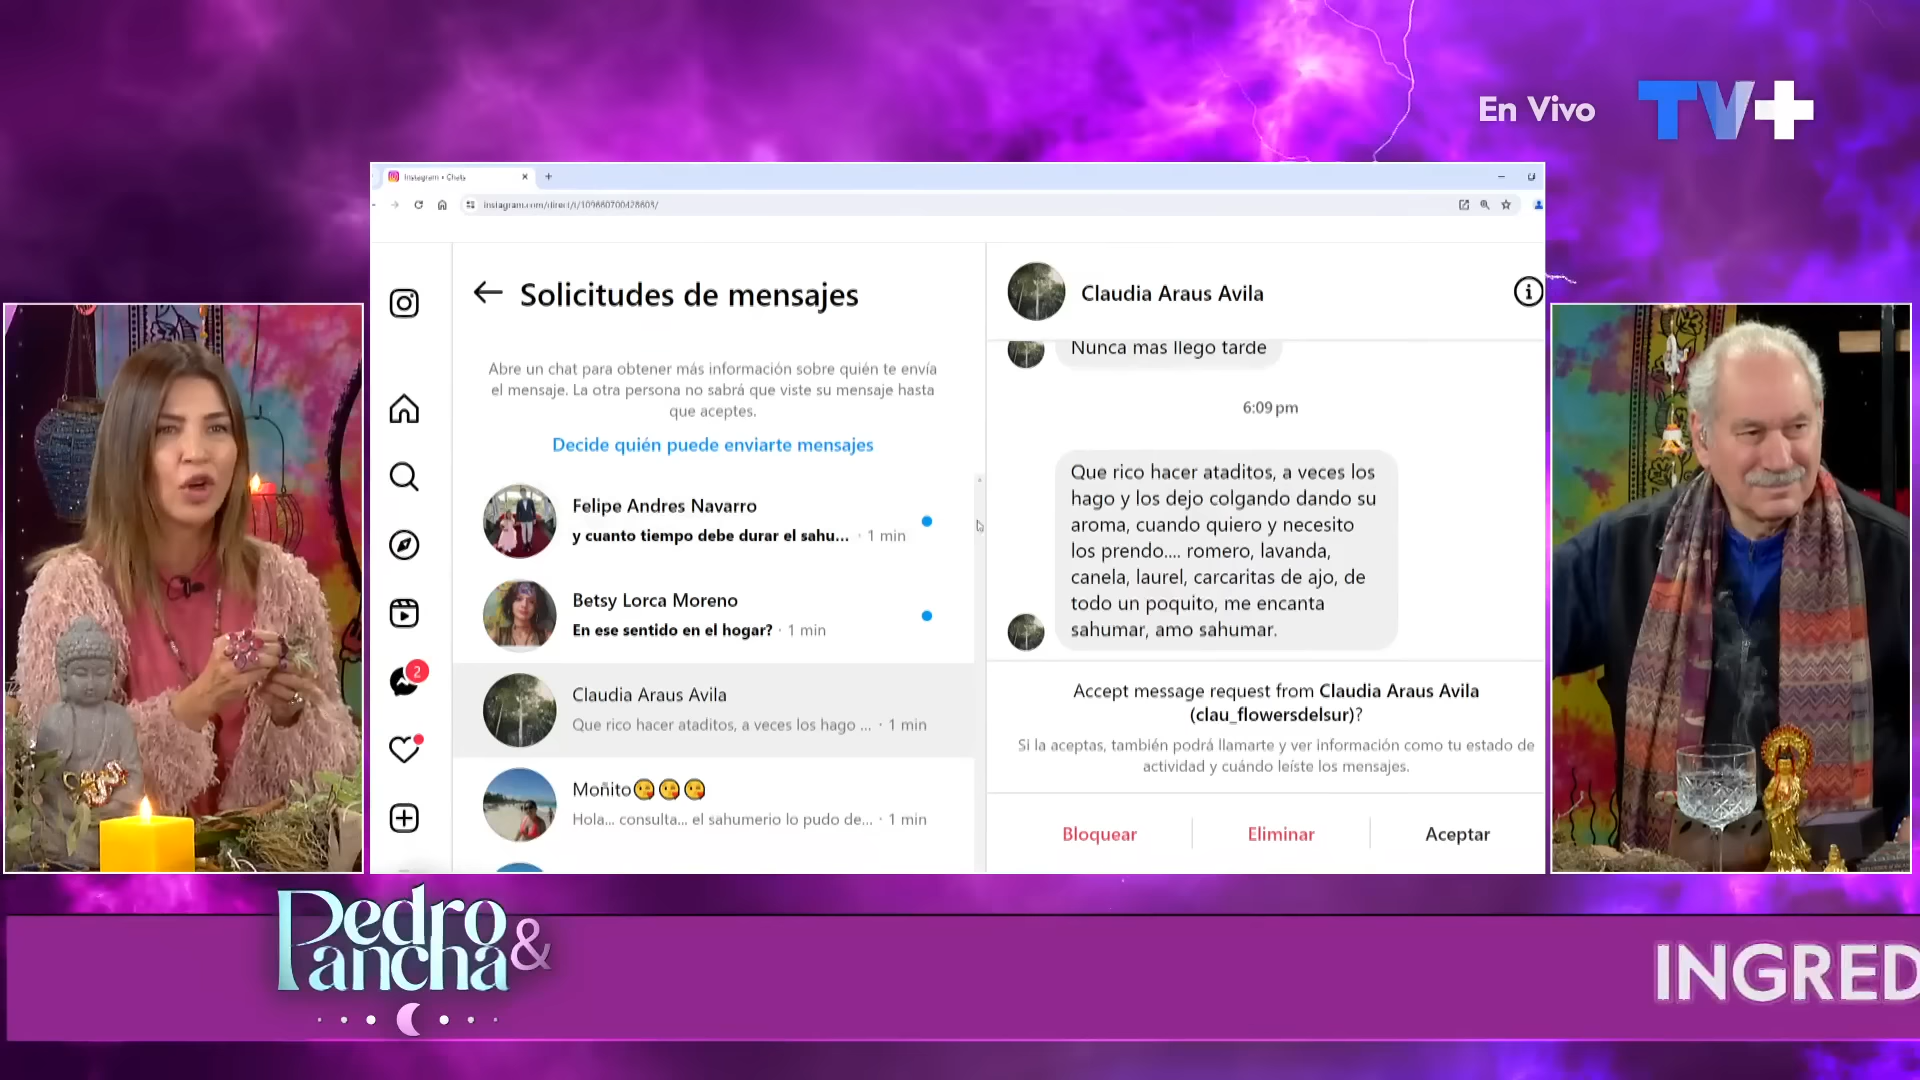 En Vivo
TV+
Instagram • Chats
instagram.com/direct/t/
Solicitudes de mensajes
Abre un chat para obtener más información sobre quién te envía
el mensaje. La otra persona no sabrá que viste su mensaje hasta
que aceptes.
Decide quién puede enviarte mensajes
Felipe Andres Navarro
y cuanto tiempo debe durar el sahu... · 1 min
Betsy Lorca Moreno
En ese sentido en el hogar? · 1 min
2
Claudia Araus Avila
Que rico hacer ataditos, a veces los hago ... · 1 min
Moñito😘😘😘
Hola... consulta... el sahumerio lo pudo de... · 1 min
Claudia Araus Avila
Nunca mas llego tarde
6:09 pm
Que rico hacer ataditos, a veces los
hago y los dejo colgando dando su
aroma, cuando quiero y necesito
los prendo.... romero, lavanda,
canela, laurel, carcaritas de ajo, de
todo un poquito, me encanta
sahumar, amo sahumar.
Accept message request from Claudia Araus Avila
(clau_flowersdelsur)?
Si la aceptas, también podrá llamarte y ver información como tu estado de
actividad y cuándo leíste los mensajes.
Bloquear
Eliminar
Aceptar
Pedro
&
Pancha
INGRED